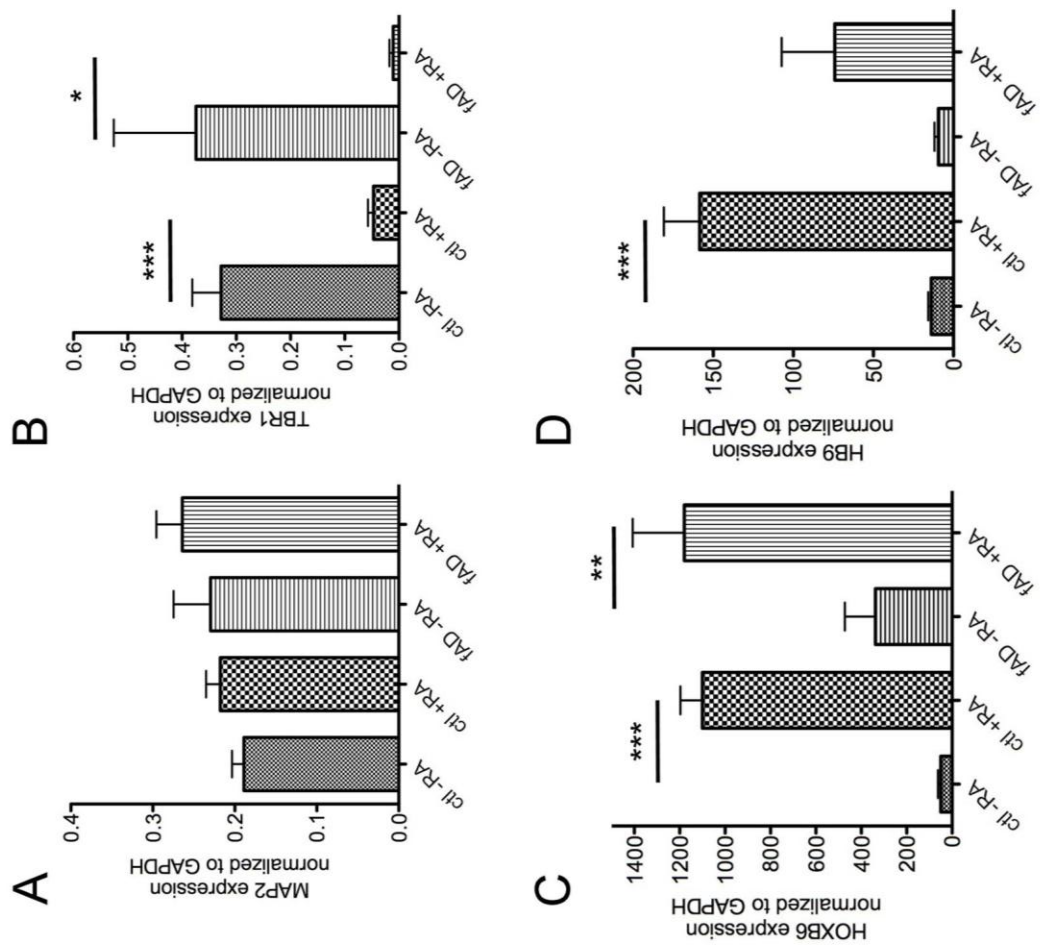 A
MAP2 expression
normalized to GAPDH
0.4
0.3
0.2
0.1
0.0
ctl -RA
ctl +RA
fAD -RA
fAD +RA
B
TBR1 expression
normalized to GAPDH
0.6
0.5
0.4
0.3
0.2
0.1
0.0
***
*
ctl -RA
ctl +RA
fAD -RA
fAD +RA
C
HOXB6 expression
normalized to GAPDH
1400
1200
1000
800
600
400
200
0
***
**
ctl -RA
ctl +RA
fAD -RA
fAD +RA
D
HB9 expression
normalized to GAPDH
200
150
100
50
0
***
ctl -RA
ctl +RA
fAD -RA
fAD +RA